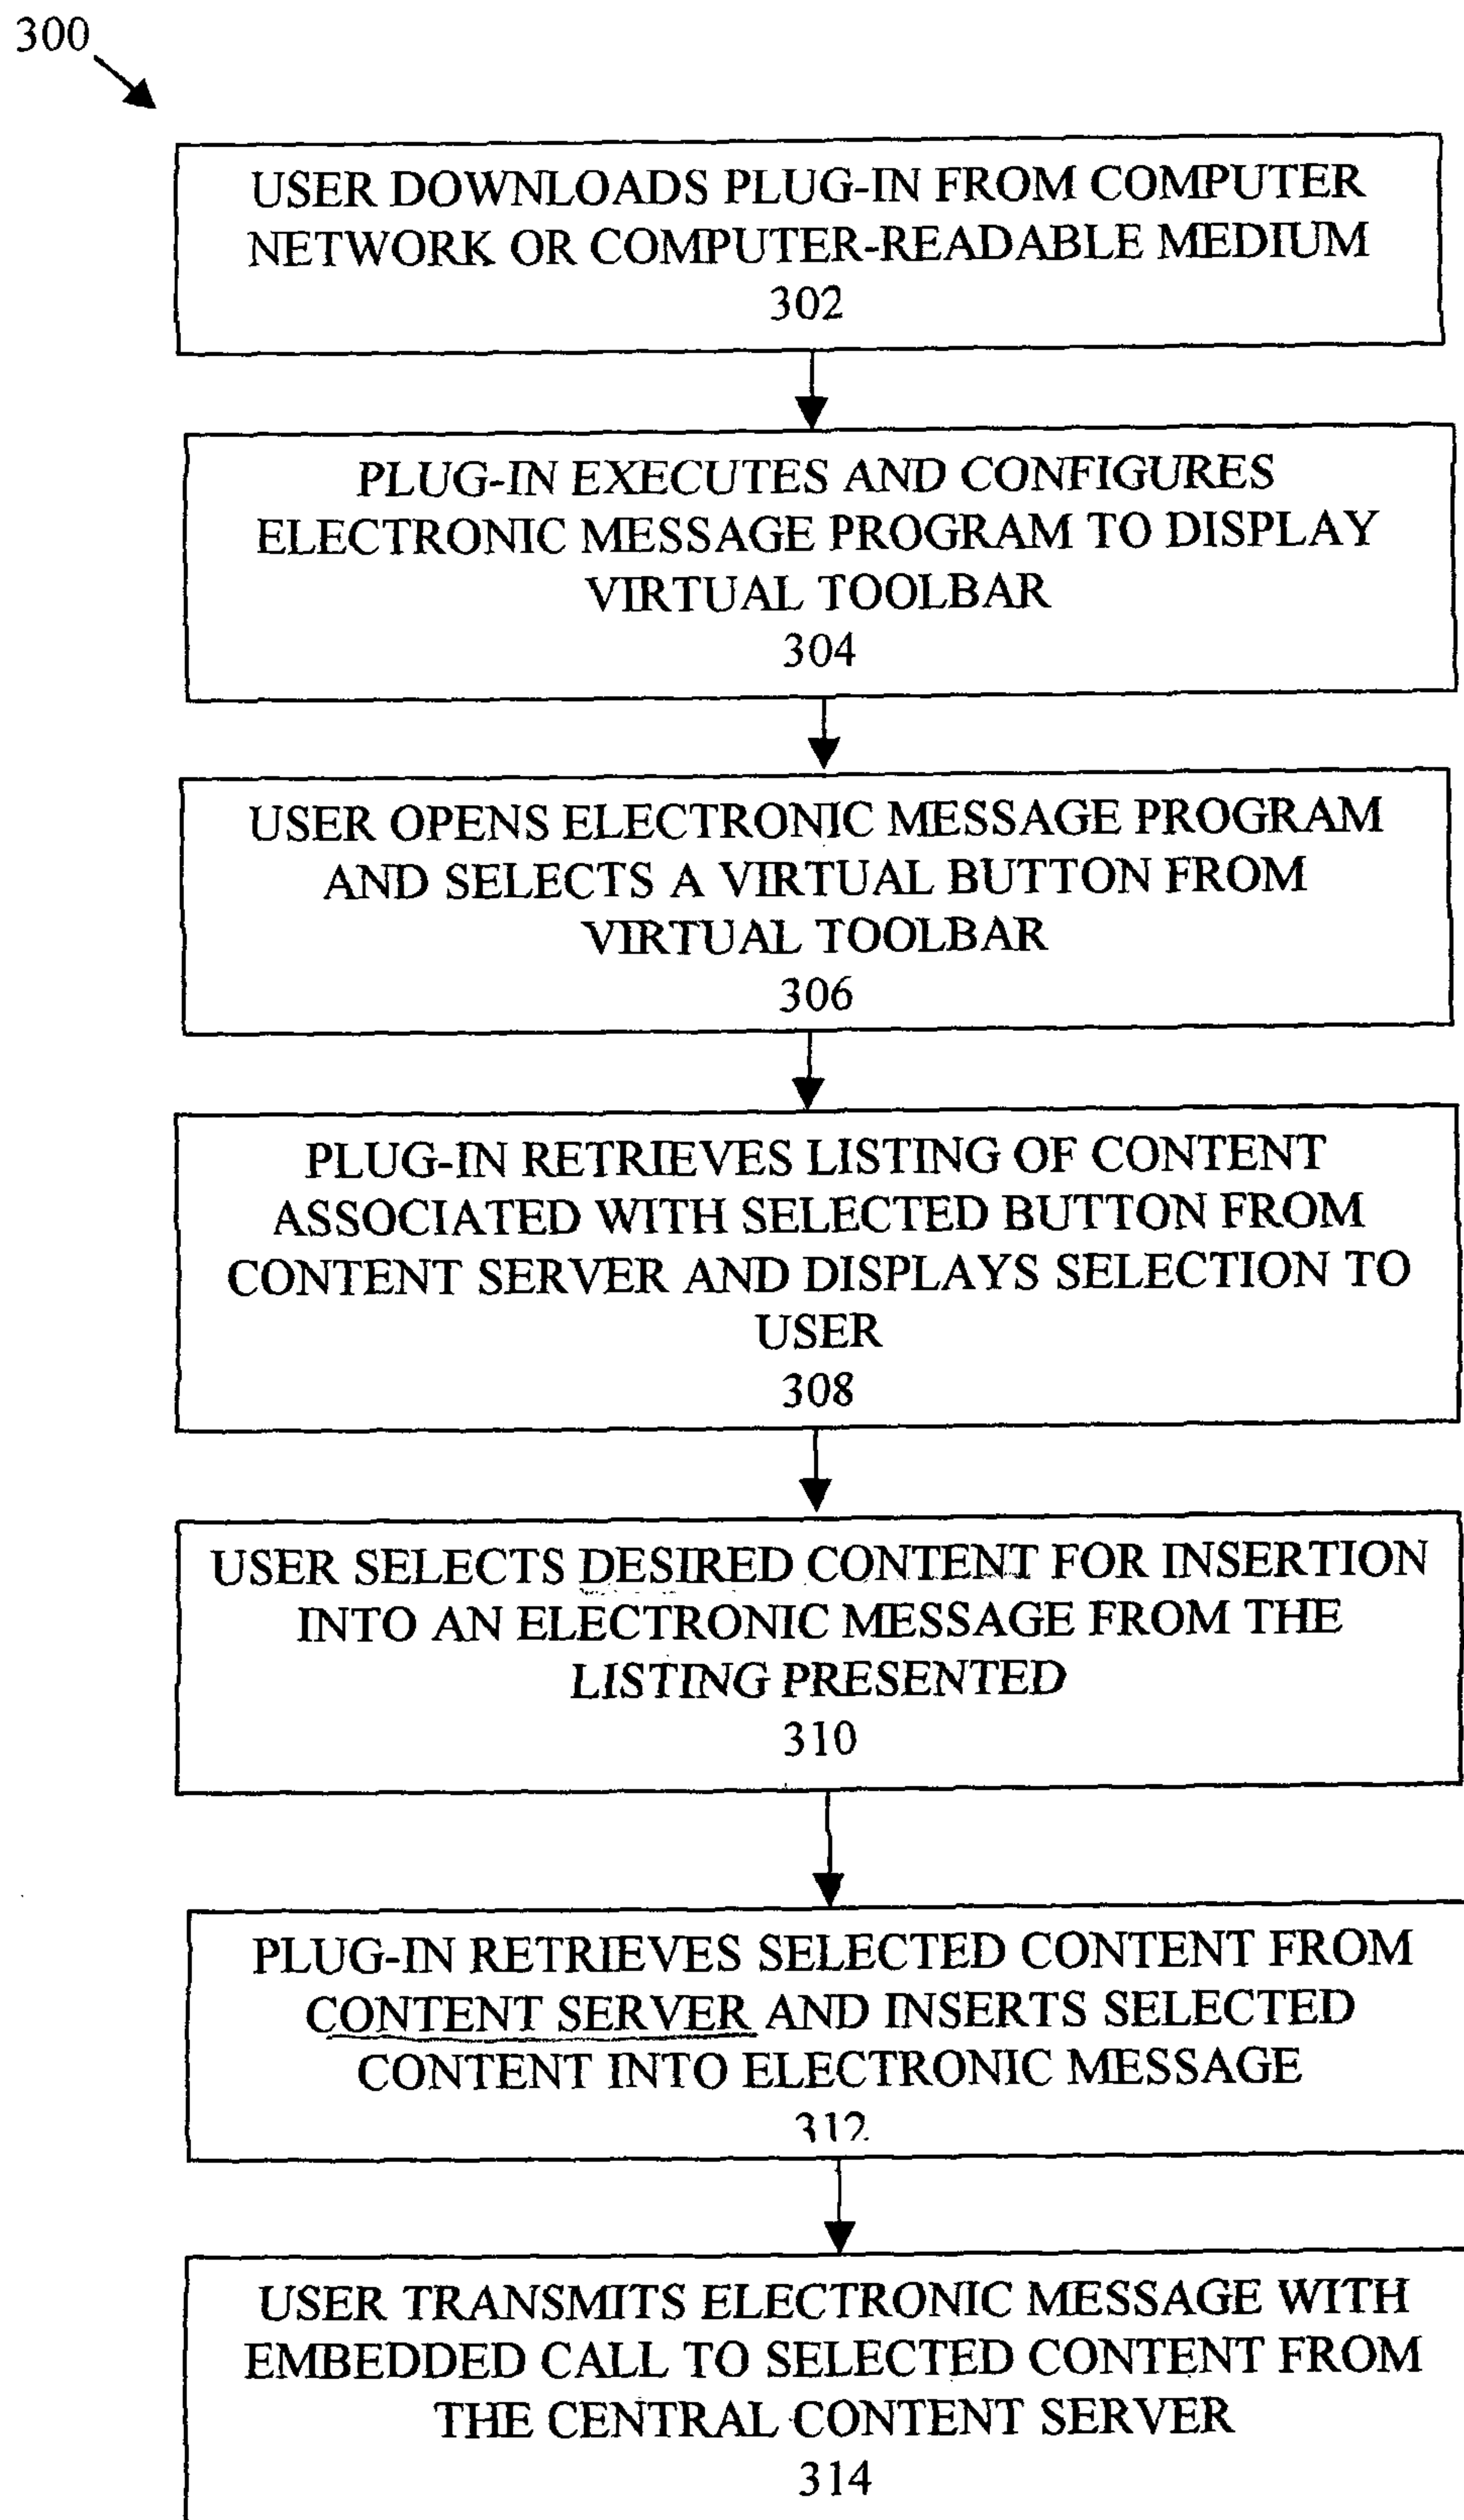 300
USER DOWNLOADS PLUG-IN FROM COMPUTER
NETWORK OR COMPUTER-READABLE MEDIUM
302
PLUG-IN EXECUTES AND CONFIGURES
ELECTRONIC MESSAGE PROGRAM TO DISPLAY
VIRTUAL TOOLBAR
304
USER OPENS ELECTRONIC MESSAGE PROGRAM
AND SELECTS A VIRTUAL BUTTON FROM
VIRTUAL TOOLBAR
306
PLUG-IN RETRIEVES LISTING OF CONTENT
ASSOCIATED WITH SELECTED BUTTON FROM
CONTENT SERVER AND DISPLAYS SELECTION TO
USER
308
USER SELECTS DESIRED CONTENT FOR INSERTION
INTO AN ELECTRONIC MESSAGE FROM THE
LISTING PRESENTED
310
PLUG-IN RETRIEVES SELECTED CONTENT FROM
CONTENT SERVER AND INSERTS SELECTED
CONTENT INTO ELECTRONIC MESSAGE
312
USER TRANSMITS ELECTRONIC MESSAGE WITH
EMBEDDED CALL TO SELECTED CONTENT FROM
THE CENTRAL CONTENT SERVER
314